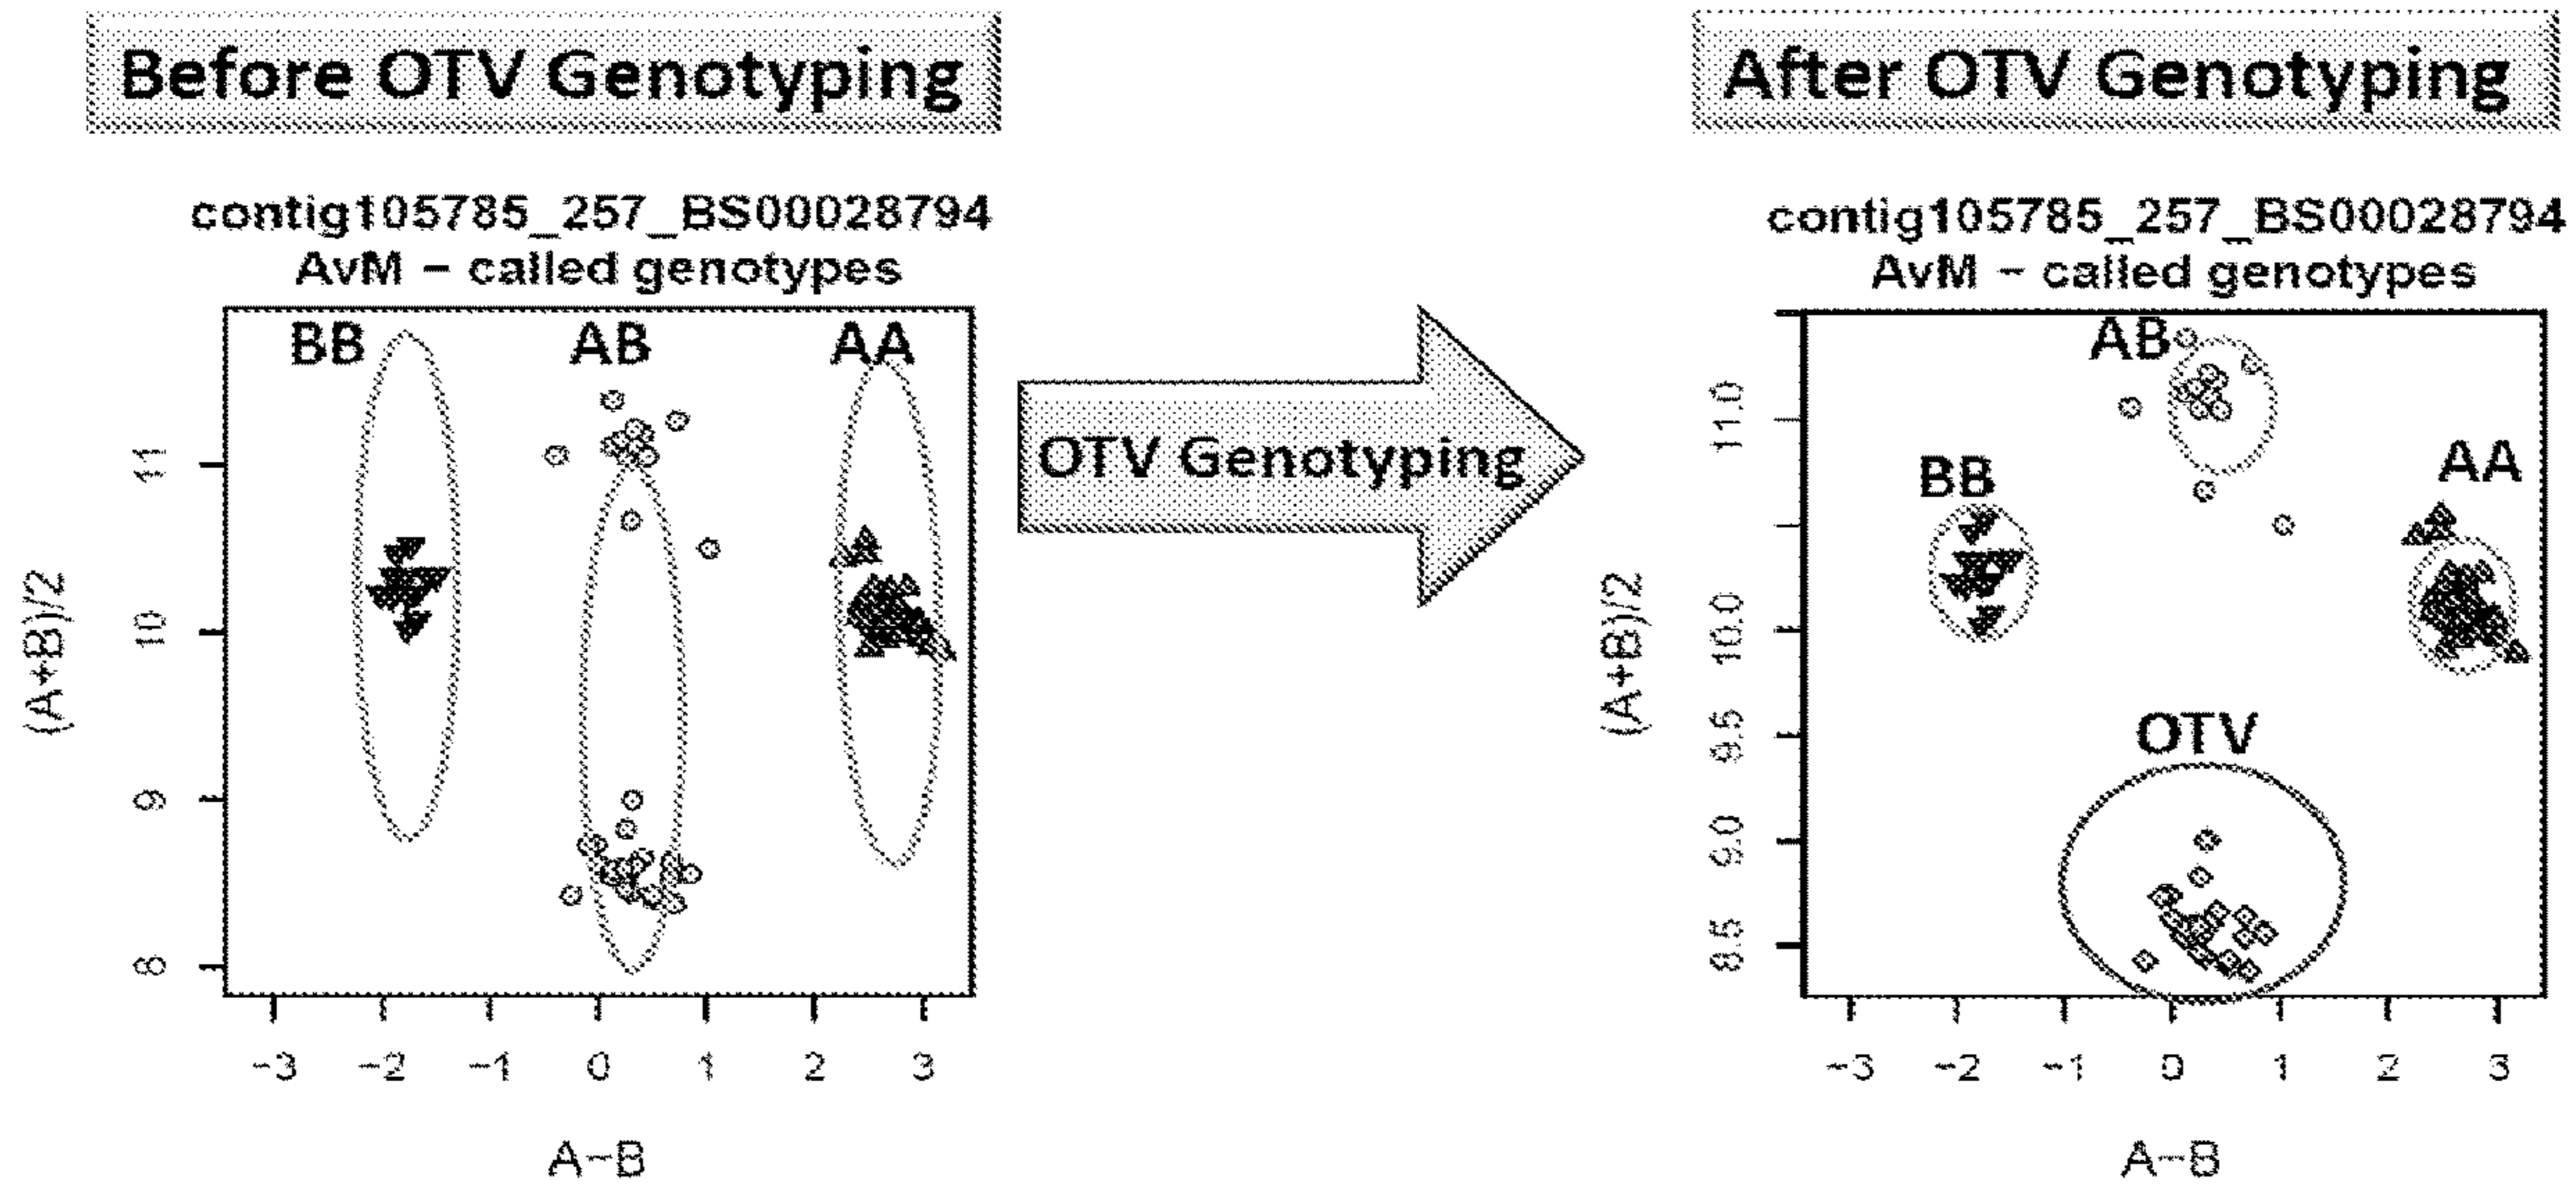 Before OTV Genotyping
After OTV Genotyping
contig105785_257_BS00028794
AvM – called genotypes
BB
AB
AA
(A+B)/2
11
10
9
8
-3
-2
-1
0
1
2
3
A-B
OTV Genotyping
contig105785_257_BS00028794
AvM – called genotypes
AB
BB
AA
OTV
(A+B)/2
11.0
10.0
9.5
9.0
8.5
-3
-2
-1
0
1
2
3
A-B